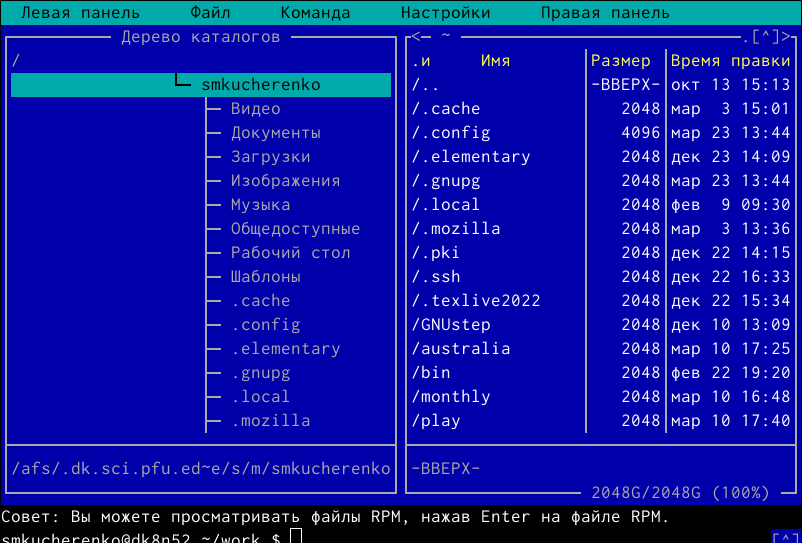 Левая панель Файл Команда Настройки Правая панель
Дерево каталогов
/
smkucherenko
Видео
Документы
Загрузки
Изображения
Музыка
Общедоступные
Рабочий стол
Шаблоны
.cache
.config
.elementary
.gnupg
.local
.mozilla
/afs/.dk.sci.pfu.ed~e/s/m/smkucherenko
<─ ~ ─.[^]>
.и Имя Размер Время правки
/.. -ВВЕРХ- окт 13 15:13
/.cache 2048 мар 3 15:01
/.config 4096 мар 23 13:44
/.elementary 2048 дек 23 14:09
/.gnupg 2048 мар 23 13:44
/.local 2048 фев 9 09:30
/.mozilla 2048 мар 3 13:36
/.pki 2048 дек 22 14:15
/.ssh 2048 дек 22 16:33
/.texlive2022 2048 дек 22 15:34
/GNUstep 2048 дек 10 13:09
/australia 2048 мар 10 17:25
/bin 2048 фев 22 19:20
/monthly 2048 мар 10 16:48
/play 2048 мар 10 17:40
-ВВЕРХ-
2048G/2048G (100%)
Совет: Вы можете просматривать файлы RPM, нажав Enter на файле RPM.
smkucherenko@dk8n52 ~/work $ [^]